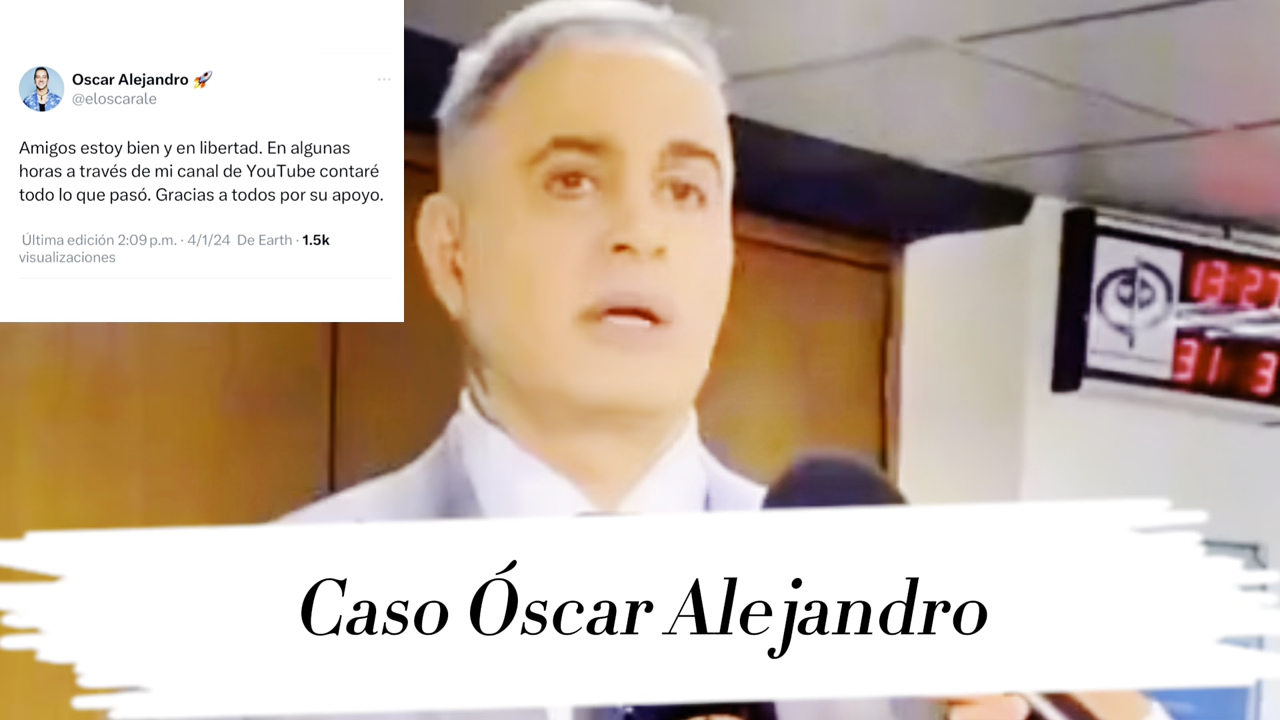 Oscar Alejandro 🚀
@eloscarale
Amigos estoy bien y en libertad. En algunas
horas a través de mi canal de YouTube contaré
todo lo que pasó. Gracias a todos por su apoyo.
Última edición 2:09 p.m. · 4/1/24 De Earth · 1.5k
visualizaciones
13:27
31 3
Caso Óscar Alejandro